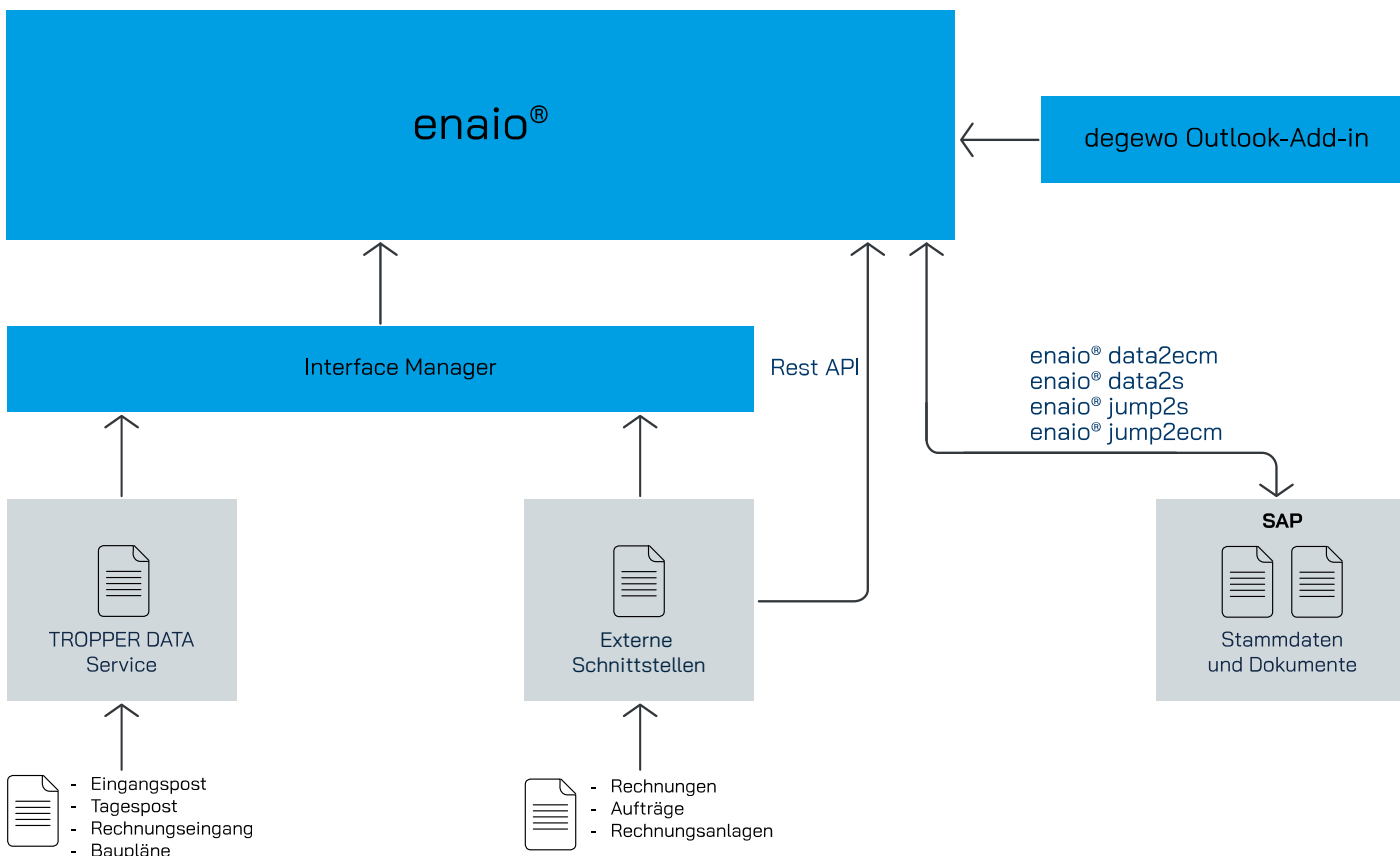 enaio®
degewo Outlook-Add-in
Interface Manager
Rest API
enaio® data2ecm
enaio® data2s
enaio® jump2s
enaio® jump2ecm
TROPPER DATA
Service
Externe
Schnittstellen
SAP
Stammdaten
und Dokumente
- Eingangspost
- Tagespost
- Rechnungseingang
- Baupläne
- Rechnungen
- Aufträge
- Rechnungsanlagen